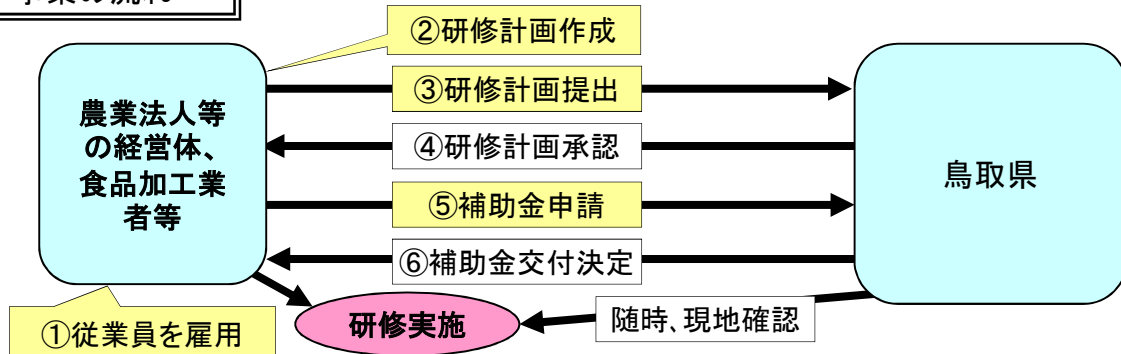 ②研修計画作成
農業法人等
の経営体、
食品加工業
者等
③研修計画提出
④研修計画承認
⑤補助金申請
⑥補助金交付決定
鳥取県
①従業員を雇用
研修実施
随時、現地確認